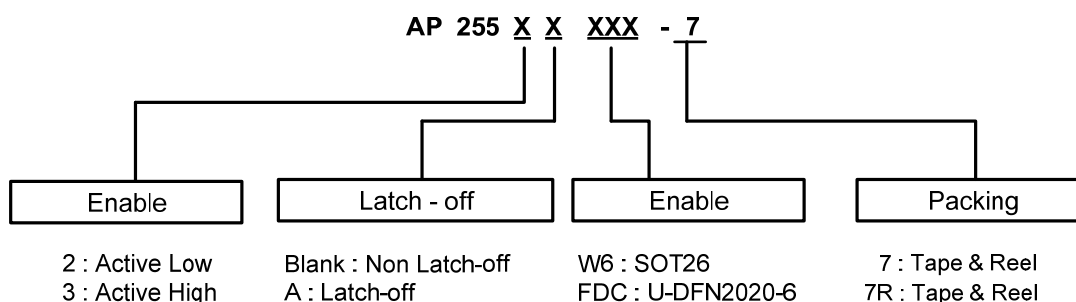 AP 255 X X XXX - 7
Enable Latch - off Enable Packing
2 : Active Low Blank : Non Latch-off W6 : SOT26 7 : Tape & Reel
3 : Active High A : Latch-off FDC : U-DFN2020-6 7R : Tape & Reel